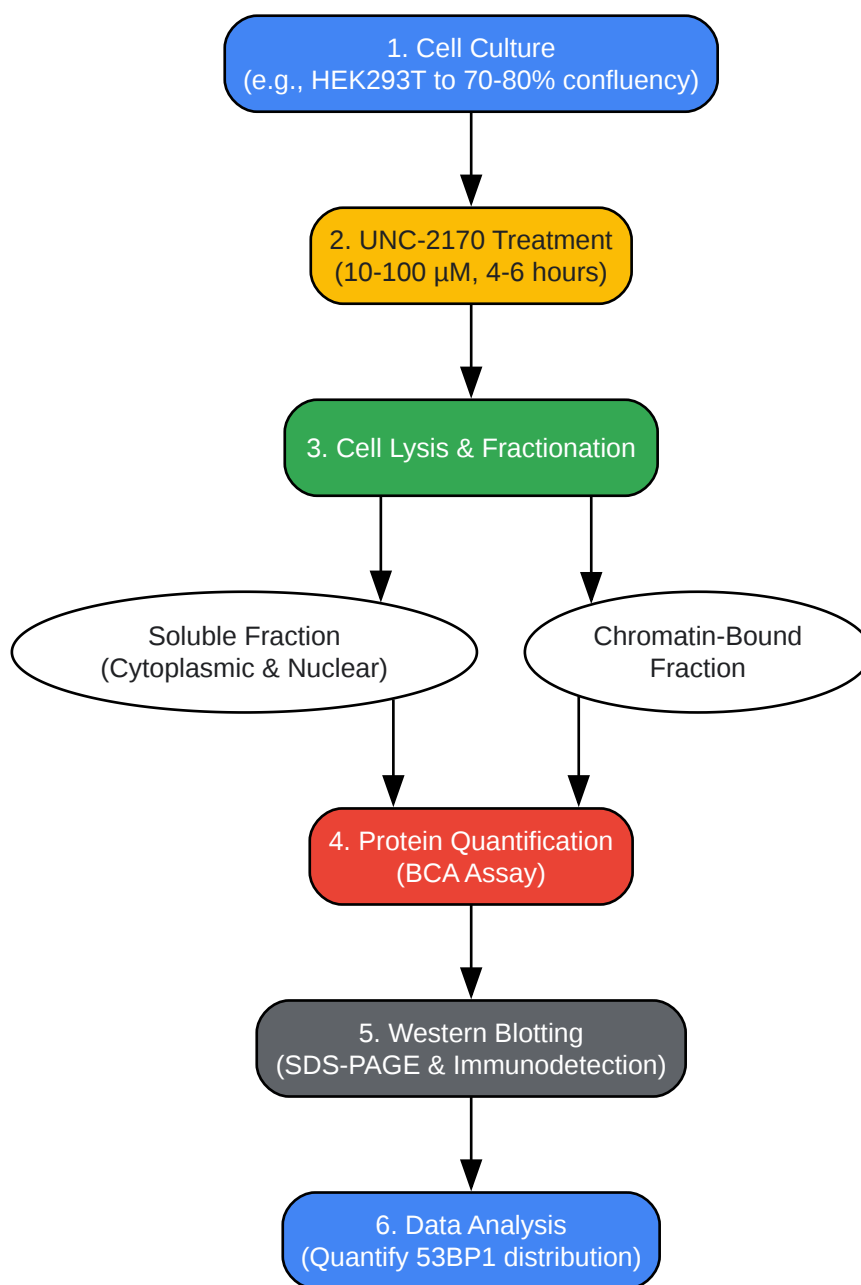 1. Cell Culture
(e.g., HEK293T to 70-80% confluency)
2. UNC-2170 Treatment
(10-100 µM, 4-6 hours)
3. Cell Lysis & Fractionation
Soluble Fraction
(Cytoplasmic & Nuclear)
Chromatin-Bound
Fraction
4. Protein Quantification
(BCA Assay)
5. Western Blotting
(SDS-PAGE & Immunodetection)
6. Data Analysis
(Quantify 53BP1 distribution)